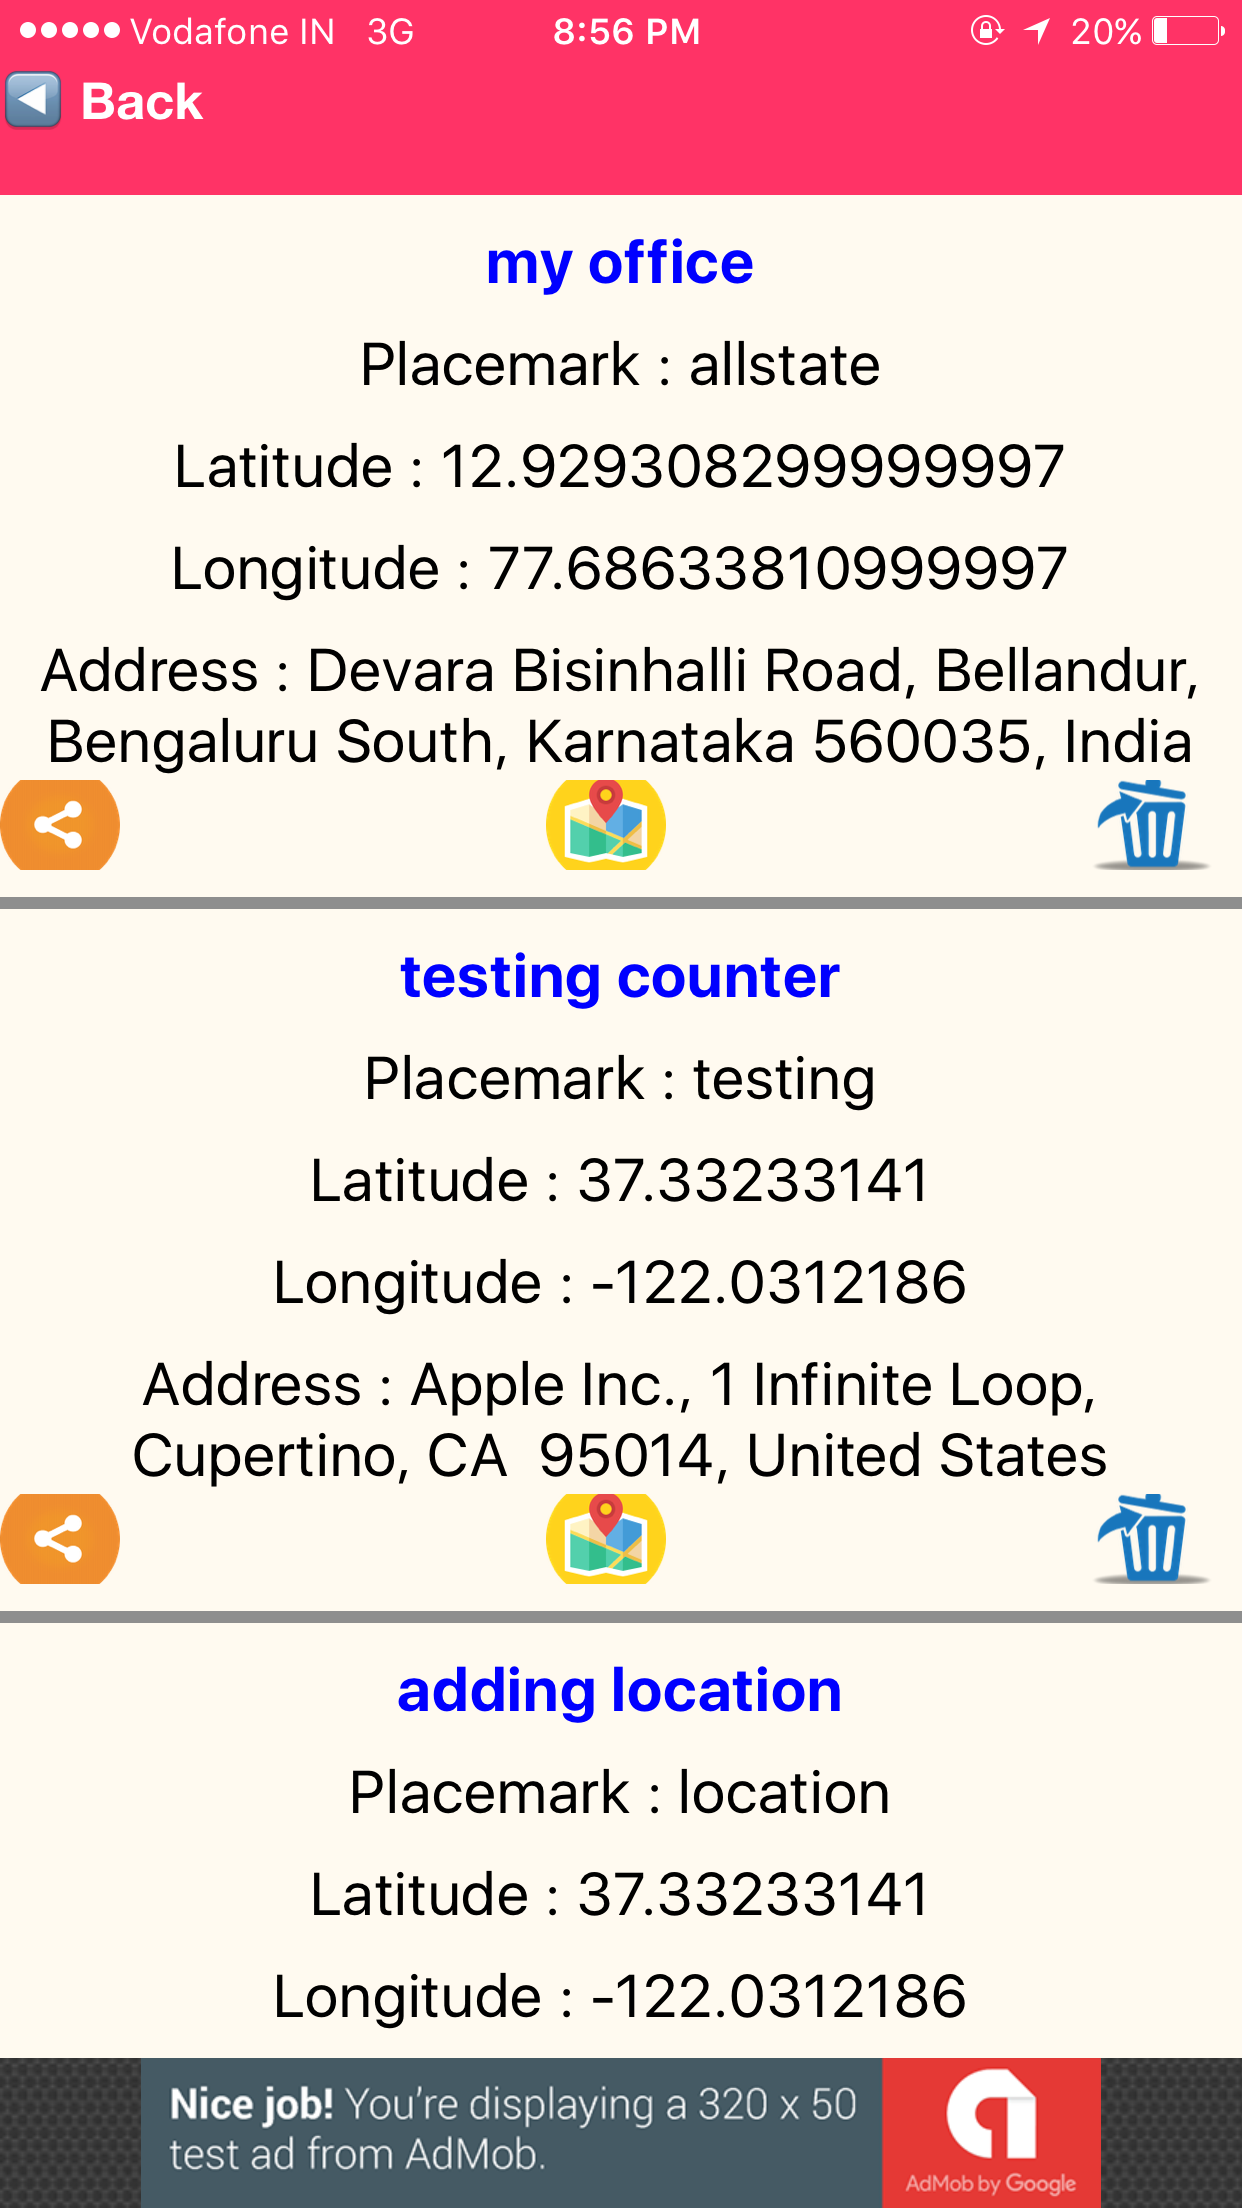 Vodafone IN 3G 8:56 PM 20%
Back
my office
Placemark : allstate
Latitude : 12.929308299999997
Longitude : 77.68633810999997
Address : Devara Bisinhalli Road, Bellandur,
Bengaluru South, Karnataka 560035, India
testing counter
Placemark : testing
Latitude : 37.33233141
Longitude : -122.0312186
Address : Apple Inc., 1 Infinite Loop,
Cupertino, CA  95014, United States
adding location
Placemark : location
Latitude : 37.33233141
Longitude : -122.0312186
Nice job! You're displaying a 320 x 50
test ad from AdMob.
AdMob by Google